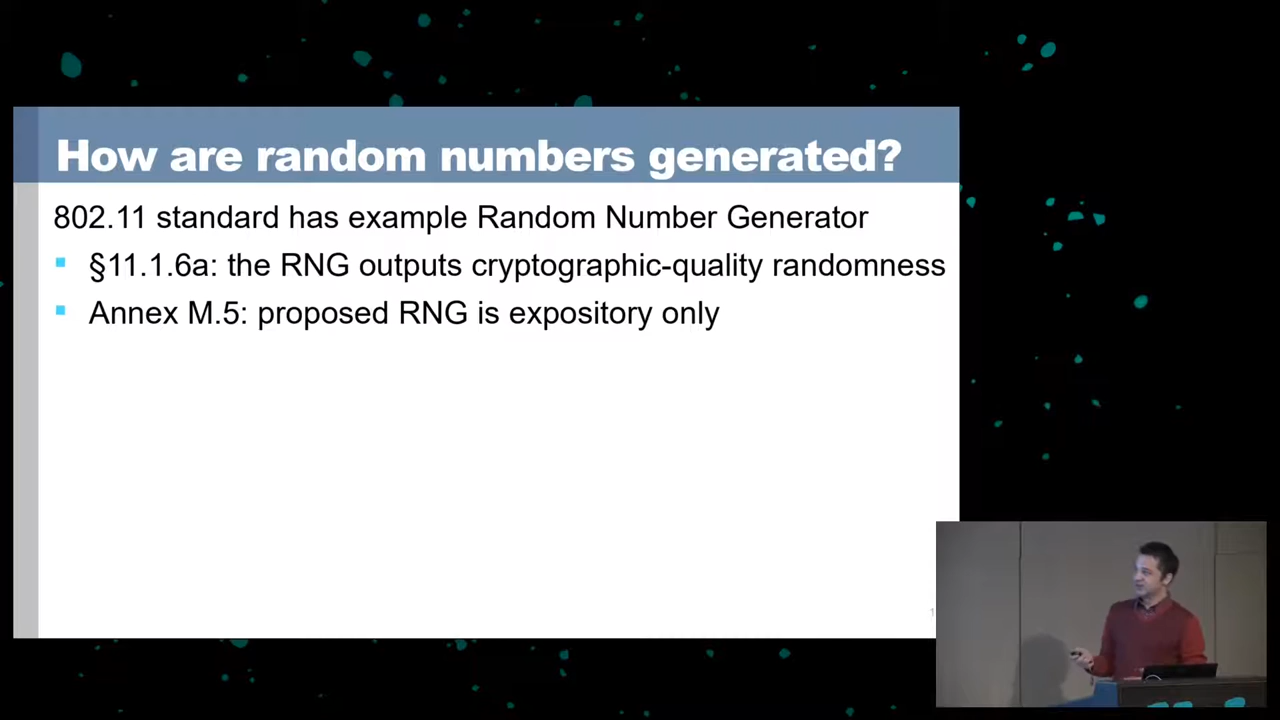 How are random numbers generated?
802.11 standard has example Random Number Generator
§11.1.6a: the RNG outputs cryptographic-quality randomness
Annex M.5: proposed RNG is expository only